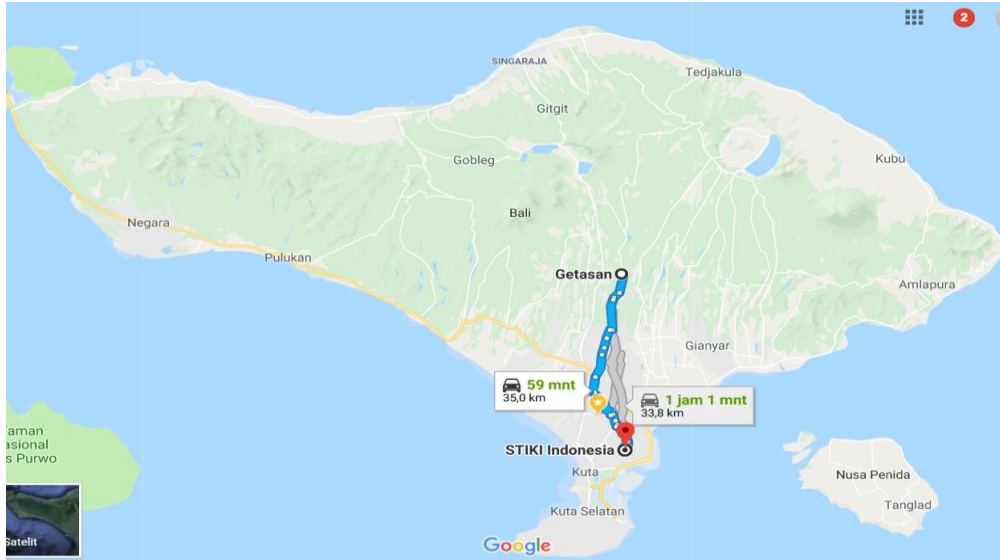 2
SINGARAJA
Tedjakula
Gitgit
Gobleg
Kubu
Bali
Negara
Pulukan
Getasan
Amlapura
Gianyar
59 mnt
35,0 km
1 jam 1 mnt
33,8 km
aman
asional
s Purwo
STIKI Indonesia
Kuta
Nusa Penida
Tanglad
Kuta Selatan
Satelit
Google